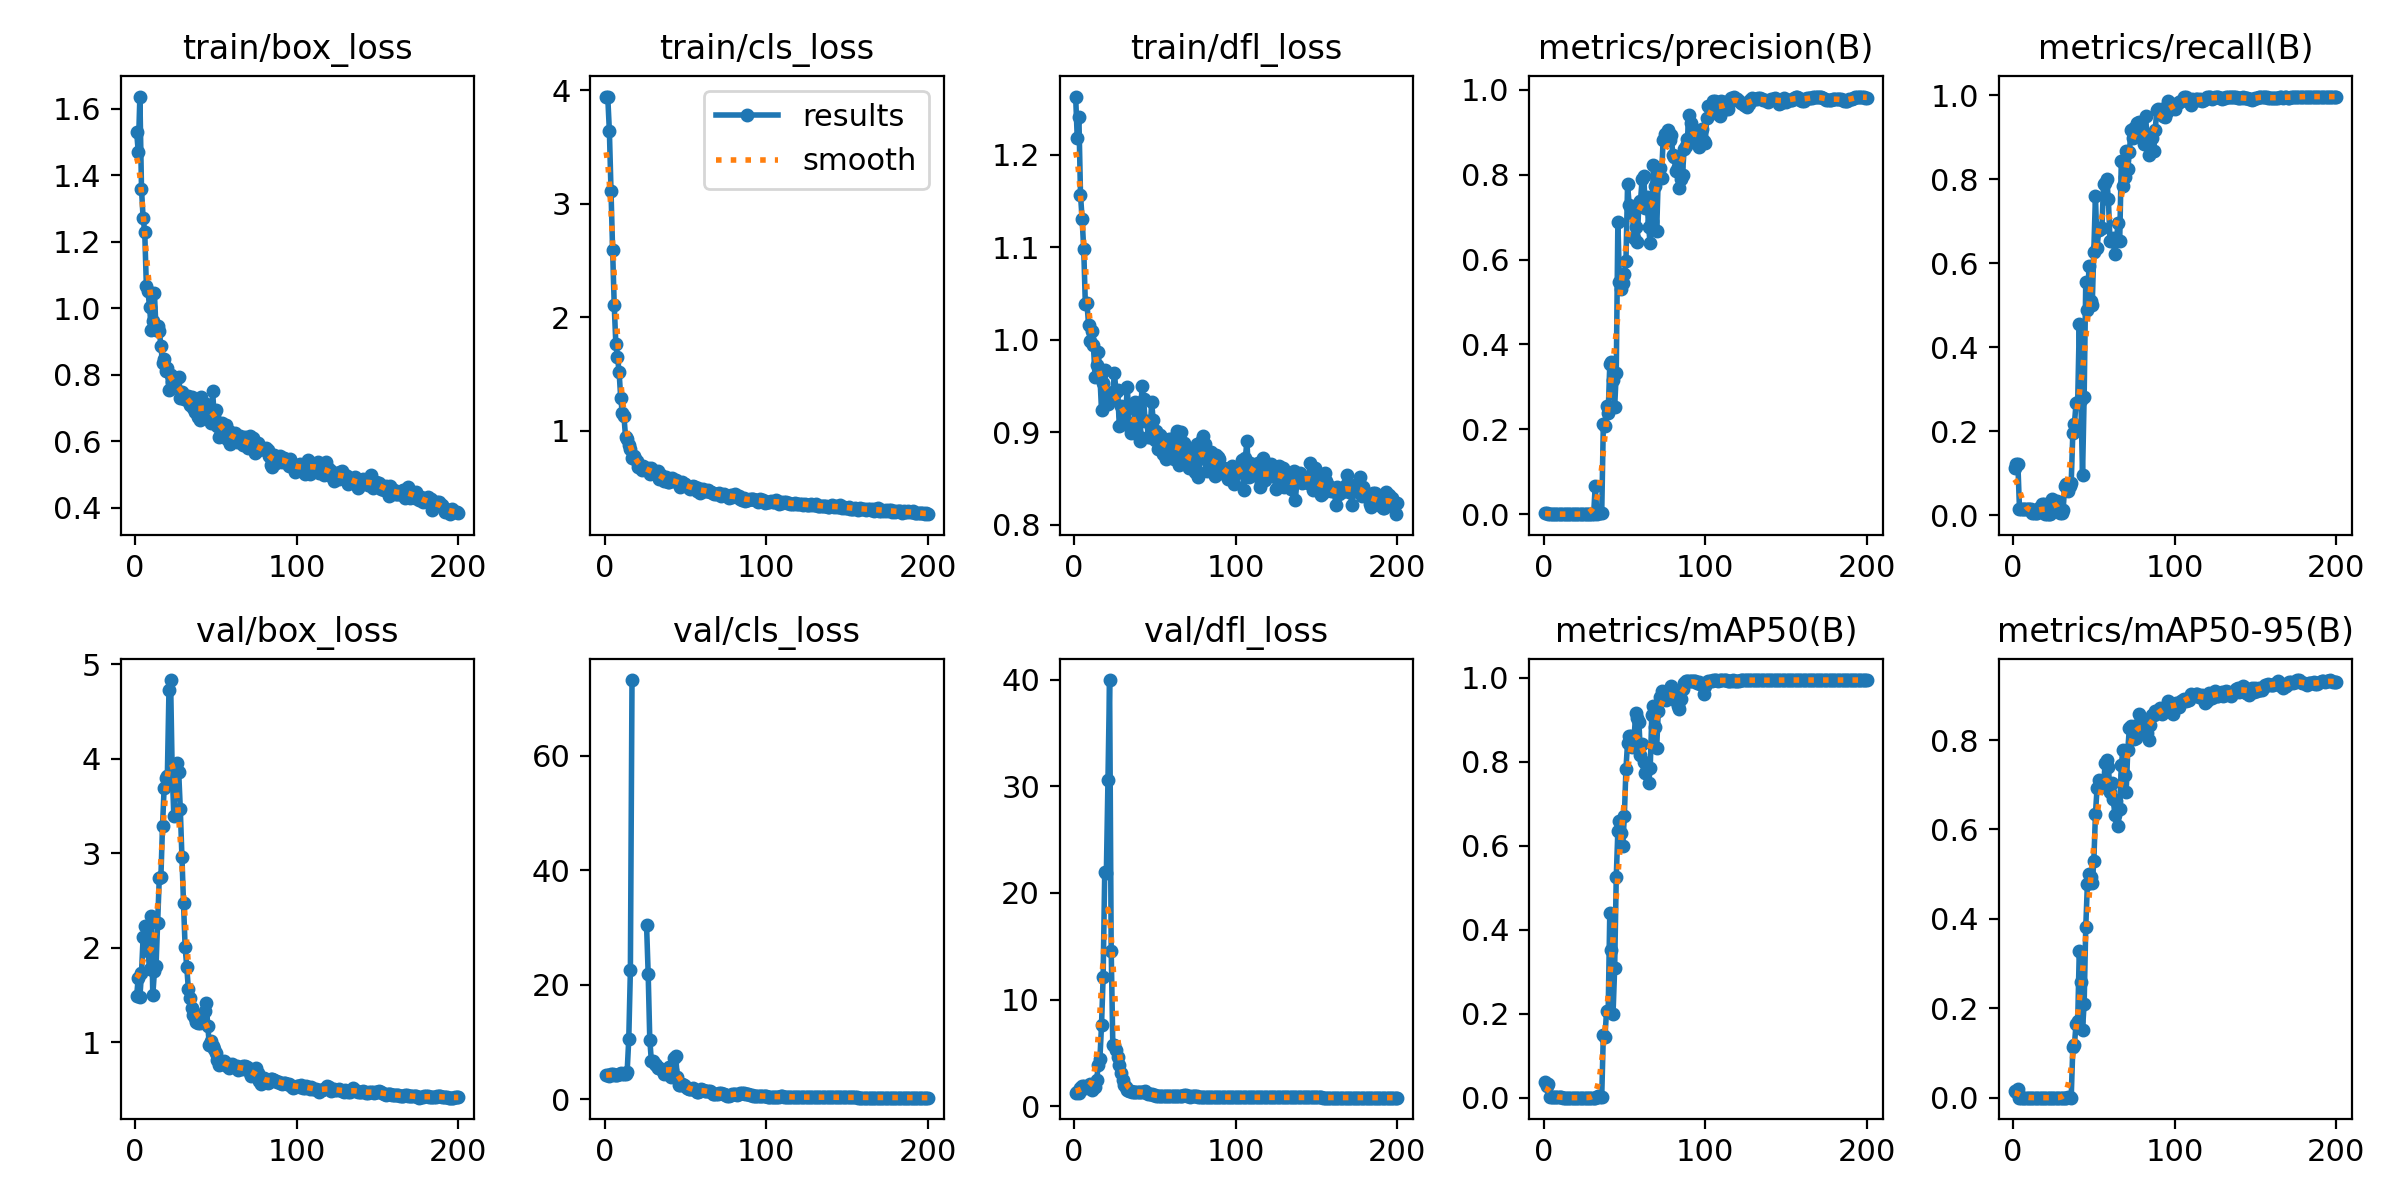 train/box_loss
1.6
1.4
1.2
1.0
0.8
0.6
0.4
0 100 200
train/cls_loss
results
smooth
4
3
2
1
0 100 200
train/dfl_loss
1.2
1.1
1.0
0.9
0.8
0 100 200
metrics/precision(B)
1.0
0.8
0.6
0.4
0.2
0.0
0 100 200
metrics/recall(B)
1.0
0.8
0.6
0.4
0.2
0.0
0 100 200
val/box_loss
5
4
3
2
1
0 100 200
val/cls_loss
60
40
20
0
0 100 200
val/dfl_loss
40
30
20
10
0
0 100 200
metrics/mAP50(B)
1.0
0.8
0.6
0.4
0.2
0.0
0 100 200
metrics/mAP50-95(B)
0.8
0.6
0.4
0.2
0.0
0 100 200